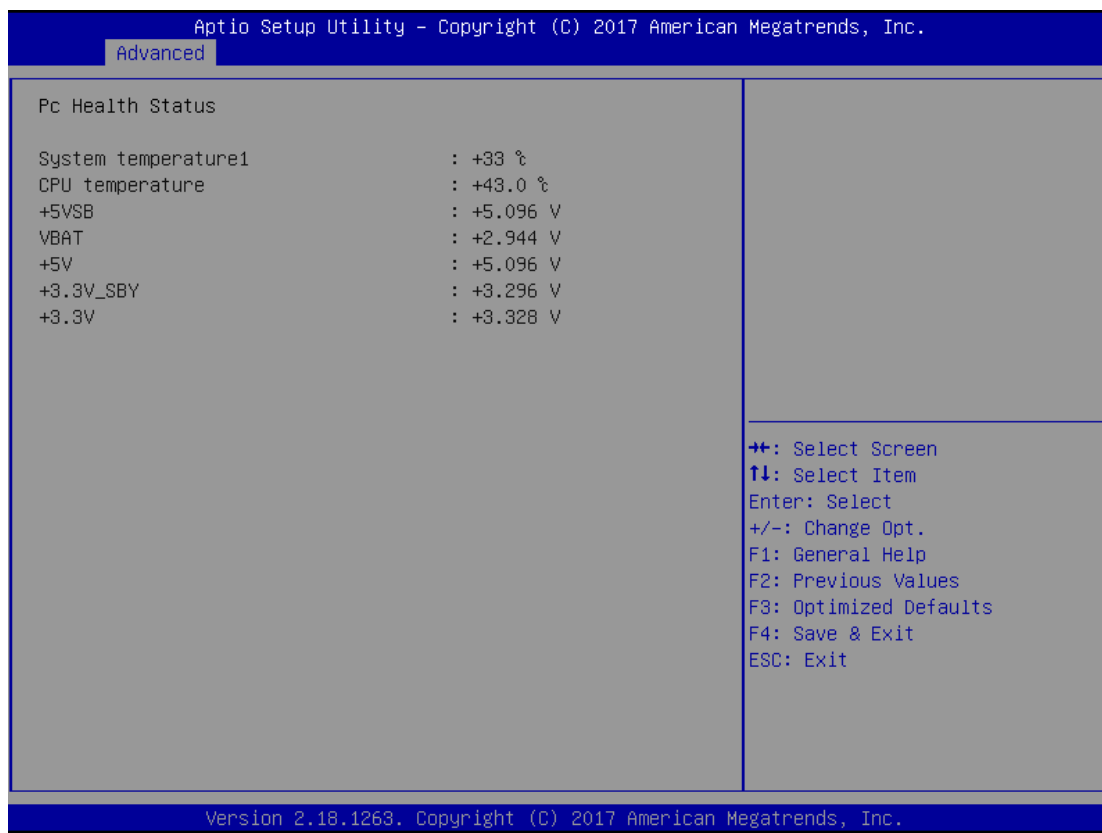 Aptio Setup Utility – Copyright (C) 2017 American Megatrends, Inc.
Advanced
Pc Health Status
System temperature1 : +33 ℃
CPU temperature : +43.0 ℃
+5VSB : +5.096 V
VBAT : +2.944 V
+5V : +5.096 V
+3.3V_SBY : +3.296 V
+3.3V : +3.328 V
→←: Select Screen
↑↓: Select Item
Enter: Select
+/-: Change Opt.
F1: General Help
F2: Previous Values
F3: Optimized Defaults
F4: Save & Exit
ESC: Exit
Version 2.18.1263. Copyright (C) 2017 American Megatrends, Inc.